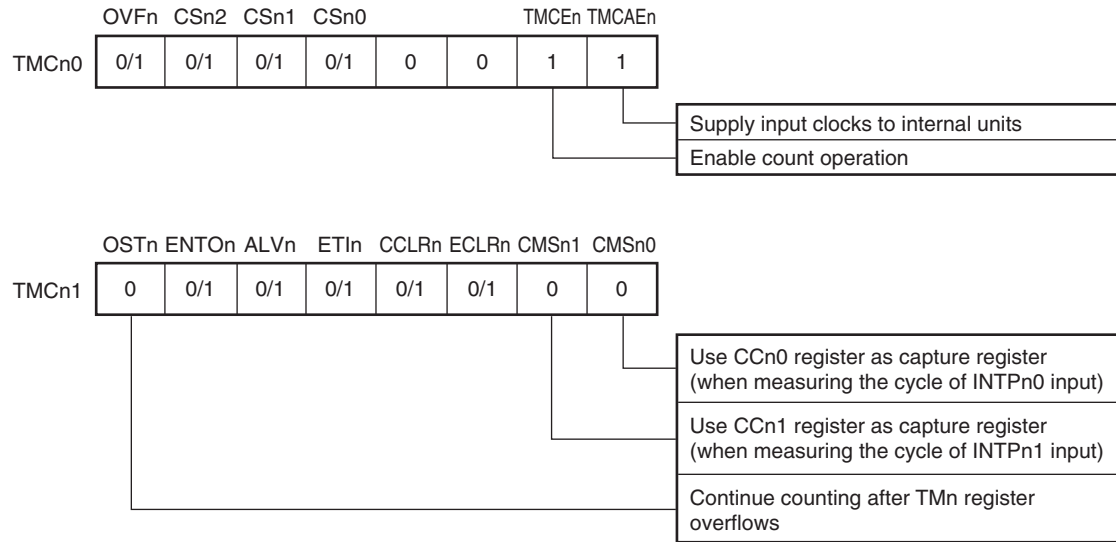 OVFn CSn2 CSn1 CSn0 TMCEn TMCAEn
TMCn0 0/1 0/1 0/1 0/1 0 0 1 1
Supply input clocks to internal units
Enable count operation
OSTn ENTOn ALVn ETIn CCLRn ECLRn CMSn1 CMSn0
TMCn1 0 0/1 0/1 0/1 0/1 0/1 0 0
Use CCn0 register as capture register
(when measuring the cycle of INTPn0 input)
Use CCn1 register as capture register
(when measuring the cycle of INTPn1 input)
Continue counting after TMn register
overflows